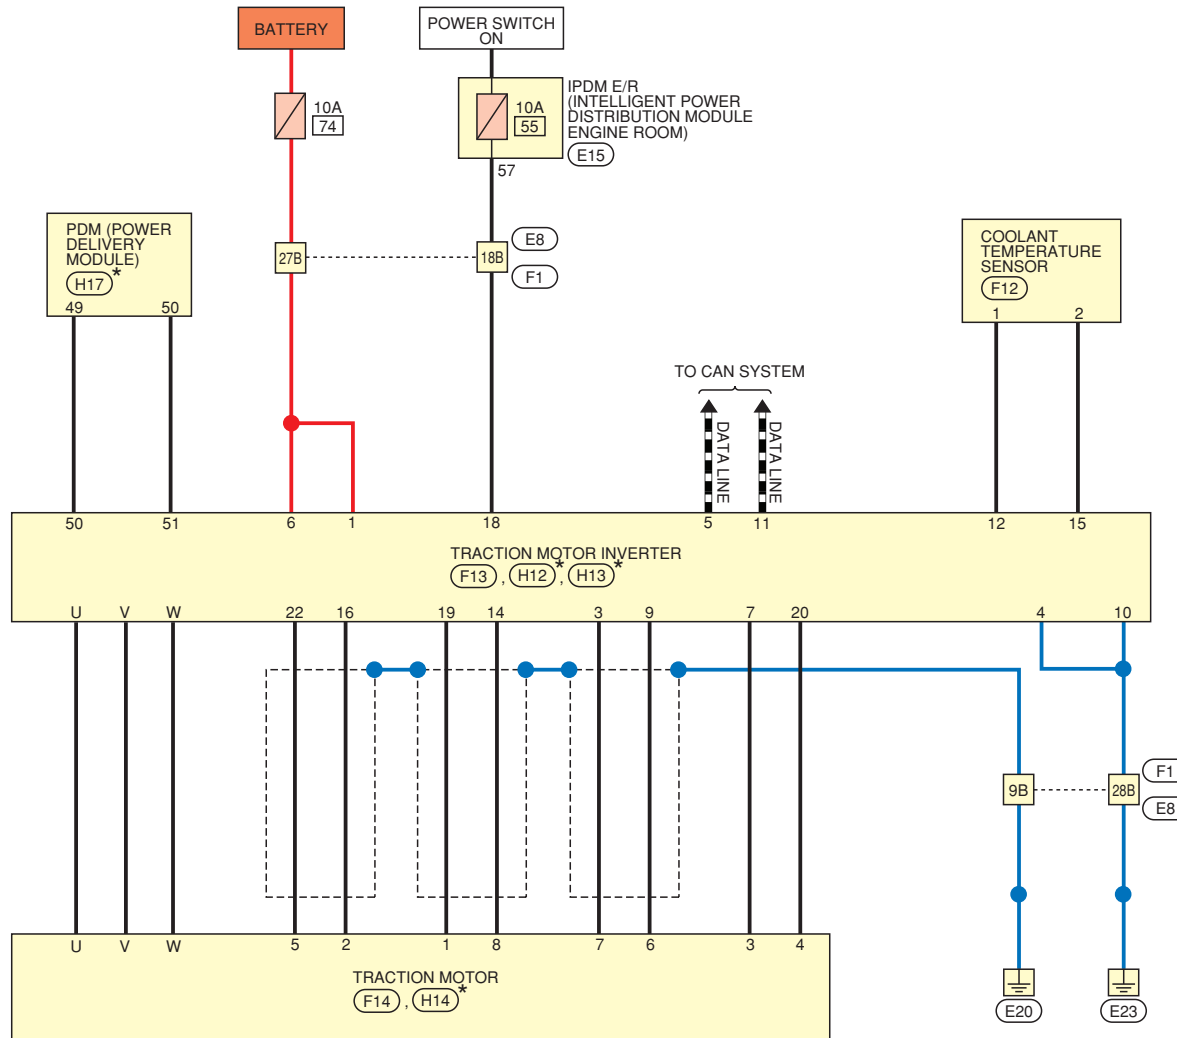 BATTERY
POWER SWITCH
ON
10A
74
10A
55
IPDM E/R
(INTELLIGENT POWER
DISTRIBUTION MODULE
ENGINE ROOM)
E15
57
PDM (POWER
DELIVERY
MODULE)
H17*
49 50
27B
18B
E8
F1
COOLANT
TEMPERATURE
SENSOR
F12
1 2
TO CAN SYSTEM
DATA LINE
DATA LINE
50 51 6 1 18 5 11 12 15
TRACTION MOTOR INVERTER
F13 , H12* , H13*
U V W 22 16 19 14 3 9 7 20 4 10
9B
28B
F1
E8
U V W 5 2 1 8 7 6 3 4
TRACTION MOTOR
F14 , H14*
E20
E23